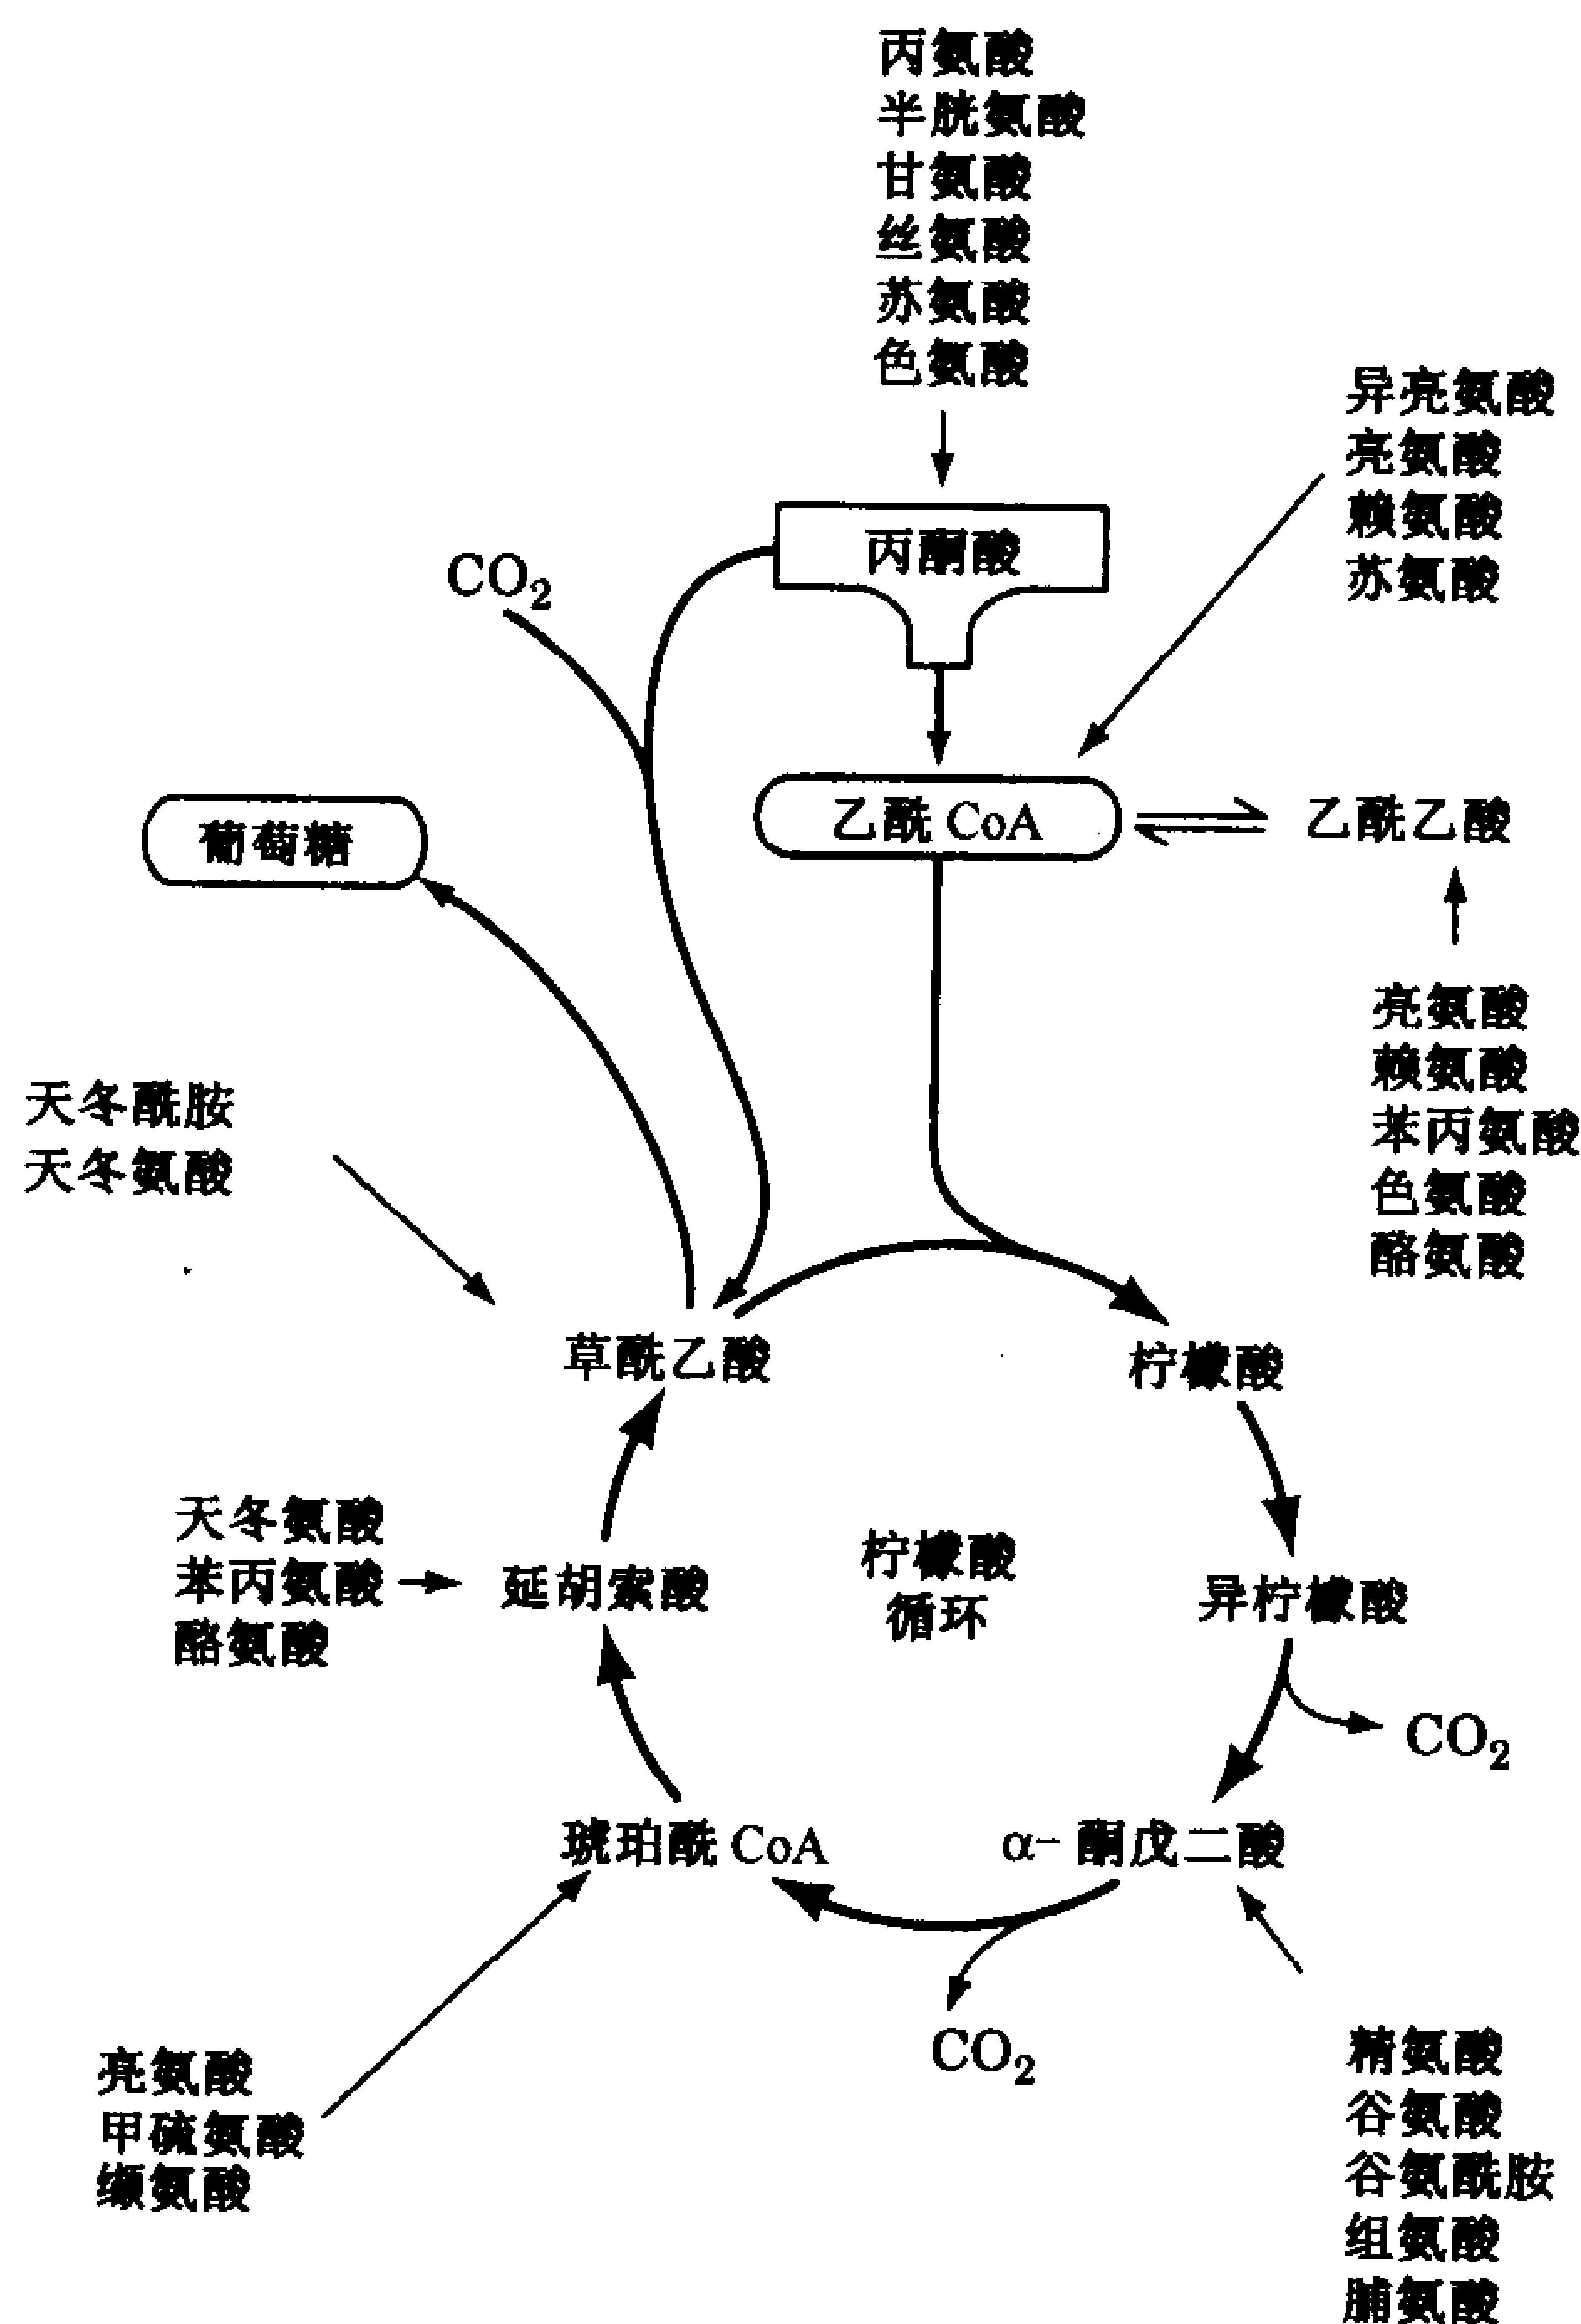 丙氨酸
半胱氨酸
甘氨酸
丝氨酸
苏氨酸
色氨酸
异亮氨酸
亮氨酸
赖氨酸
苏氨酸
丙酮酸
CO₂
乙酰 CoA
乙酰乙酸
葡萄糖
亮氨酸
赖氨酸
苯丙氨酸
色氨酸
酪氨酸
天冬酰胺
天冬氨酸
草酰乙酸
柠檬酸
天冬氨酸
苯丙氨酸
酪氨酸
延胡索酸
柠檬酸
循环
异柠檬酸
CO₂
琥珀酰 CoA
α-酮戊二酸
CO₂
亮氨酸
甲硫氨酸
缬氨酸
精氨酸
谷氨酸
谷氨酰胺
组氨酸
脯氨酸